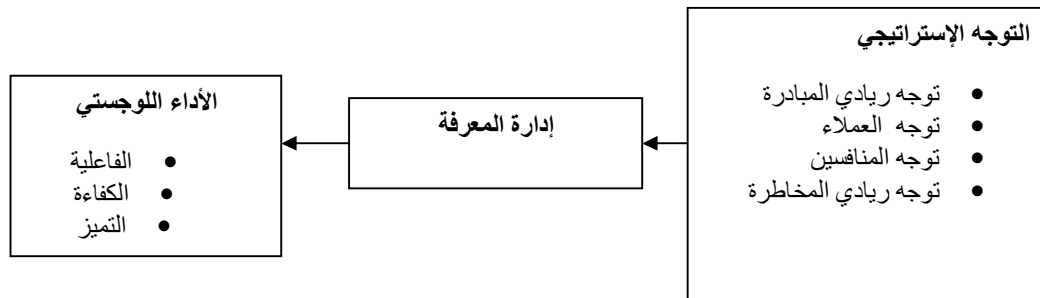 التوجه الإستراتيجي
• توجه ريادي المبادرة
• توجه العملاء
• توجه المنافسين
• توجه ريادي المخاطرة
إدارة المعرفة
الأداء اللوجستي
• الفاعلية
• الكفاءة
• التميز